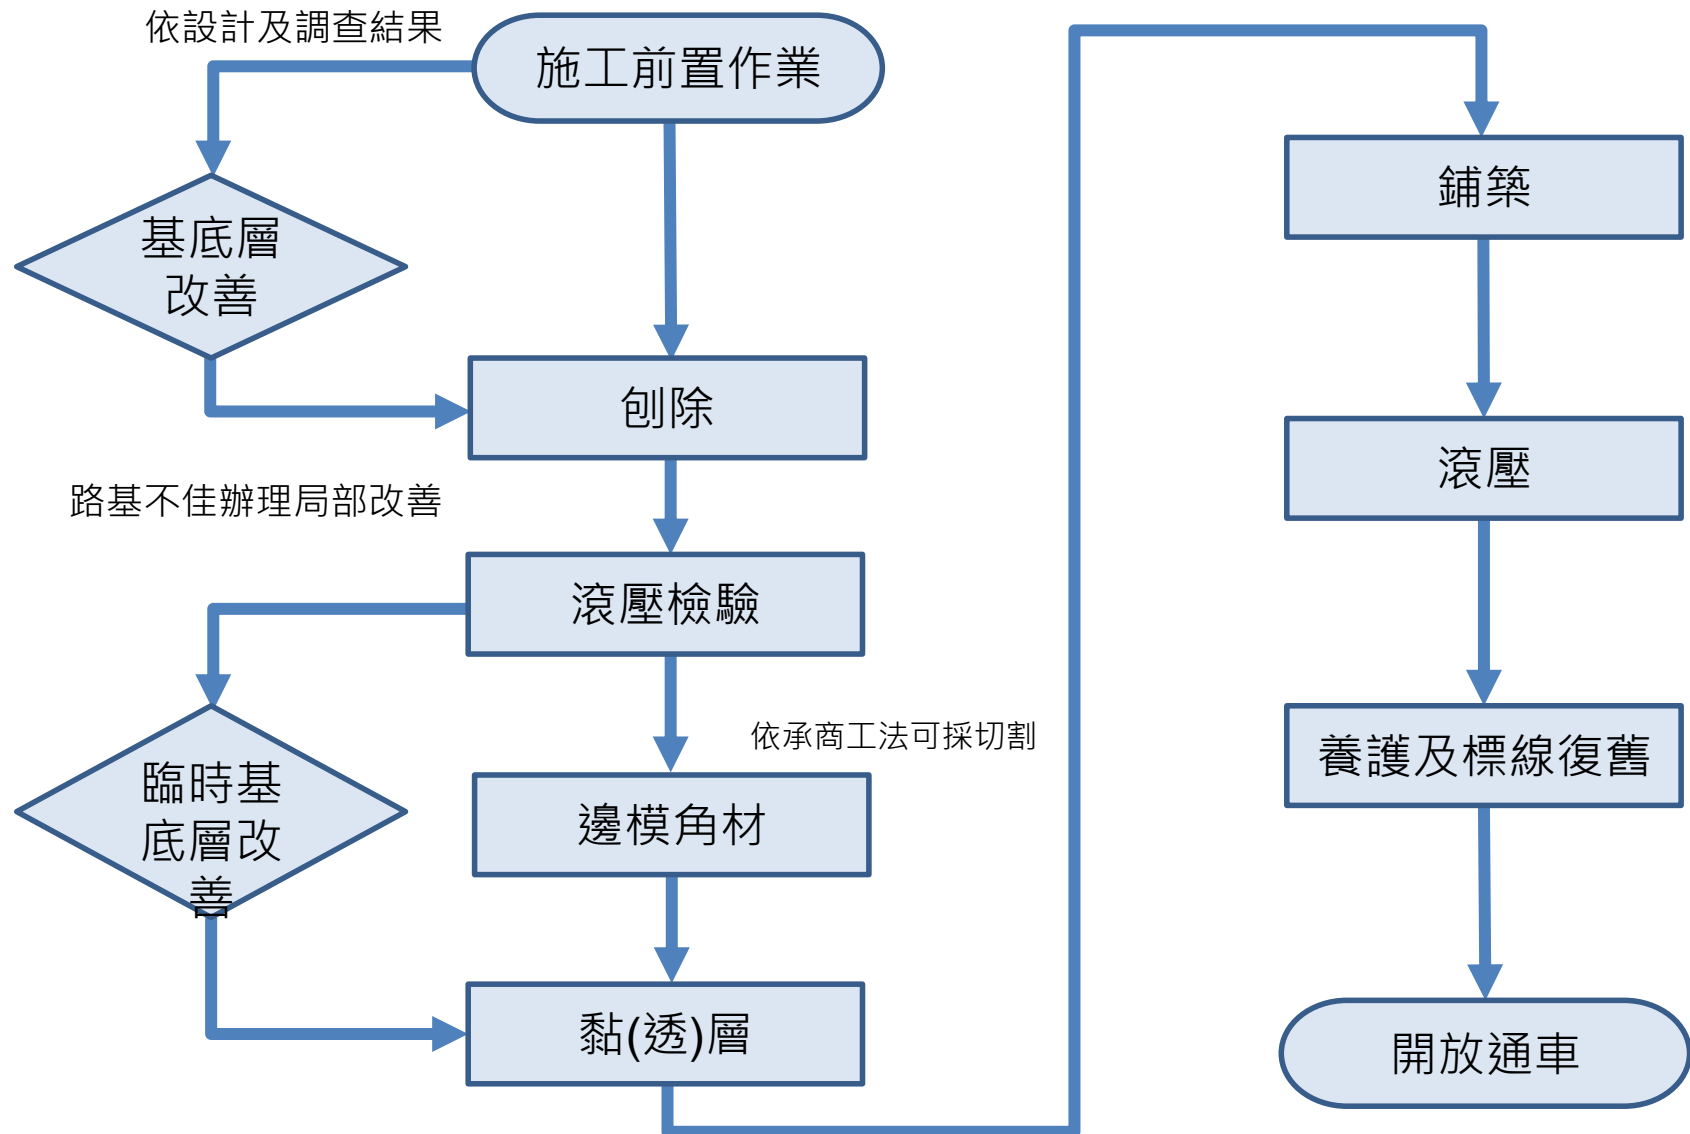 依設計及調查結果
施工前置作業
基底層
改善
刨除
路基不佳辦理局部改善
滾壓檢驗
臨時基
底層改
善
依承商工法可採切割
邊模角材
黏(透)層
鋪築
滾壓
養護及標線復舊
開放通車